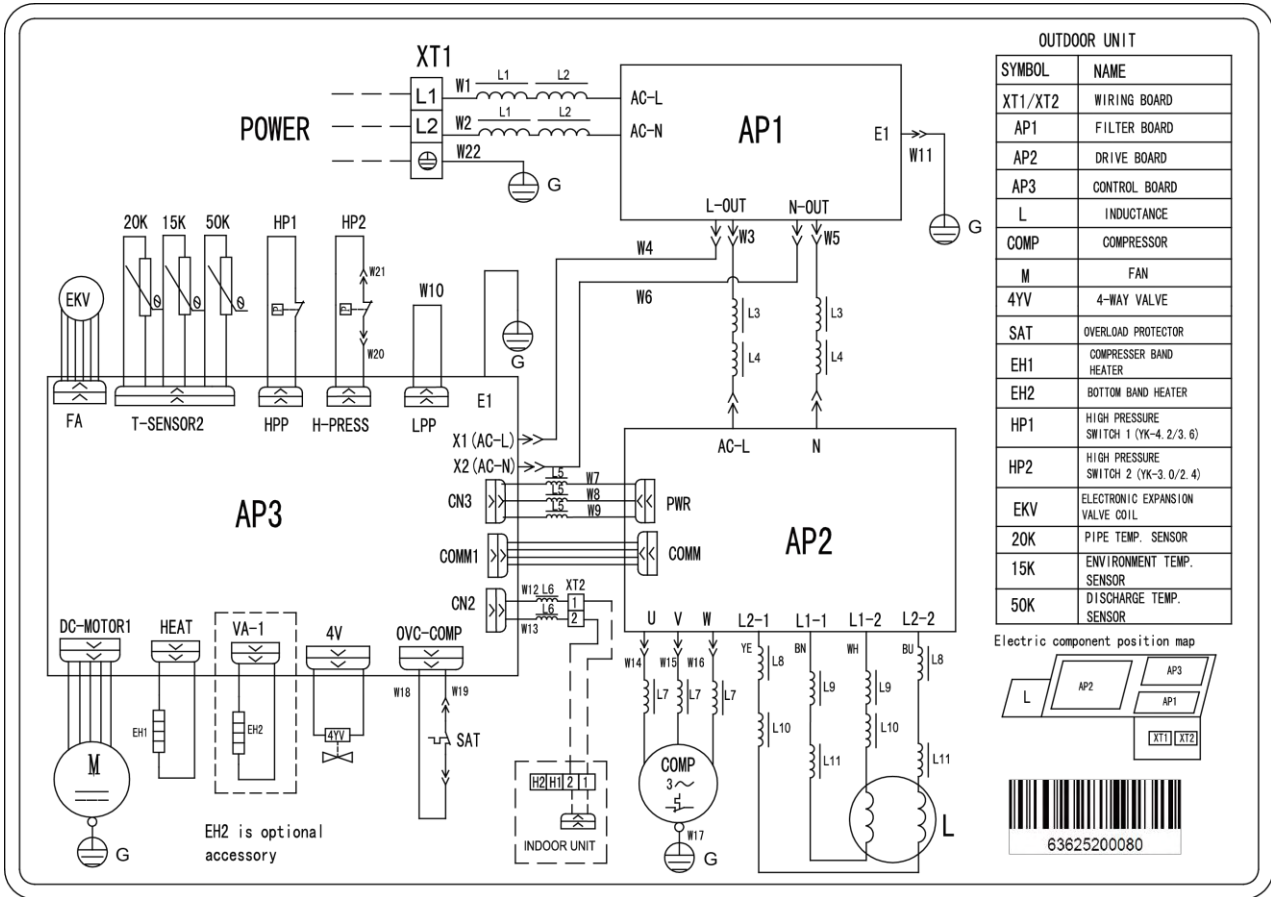 OUTDOOR UNIT
SYMBOL NAME
XT1/XT2 WIRING BOARD
AP1 FILTER BOARD
AP2 DRIVE BOARD
AP3 CONTROL BOARD
L INDUCTANCE
COMP COMPRESSOR
M FAN
4YV 4-WAY VALVE
SAT OVERLOAD PROTECTOR
EH1 COMPRESSER BAND
HEATER
EH2 BOTTOM BAND HEATER
HP1 HIGH PRESSURE
SWITCH 1 (YK-4.2/3.6)
HP2 HIGH PRESSURE
SWITCH 2 (YK-3.0/2.4)
EKV ELECTRONIC EXPANSION
VALVE COIL
20K PIPE TEMP. SENSOR
15K ENVIRONMENT TEMP.
SENSOR
50K DISCHARGE TEMP.
SENSOR
Electric component position map
L AP2 AP3
AP1
XT1 XT2
63625200080
XT1
POWER
L1 W1 L1 L2 AC-L
L2 W2 L1 L2 AC-N
W22
G
AP1
E1
W11
G
L-OUT N-OUT
W3 W5
W4
W6
L3 L3
L4 L4
20K 15K 50K HP1 HP2
EKV
θ θ θ
P P
W21
W20
W10
G
FA T-SENSOR2 HPP H-PRESS LPP
E1
X1(AC-L)
X2(AC-N)
AP3
CN3
L5 W7
L5 W8
L5 W9
PWR
COMM1 COMM
CN2
W12 L6 XT2
L6 1
W13 2
AC-L N
AP2
U V W L2-1 L1-1 L1-2 L2-2
W14 W15 W16
YE BN WH BU
L7 L7 L7
L8 L9 L9 L8
L10 L11 L10 L11
COMP
3~
W17
G
L
DC-MOTOR1 HEAT VA-1 4V OVC-COMP
M
G
EH1
EH2
4YV
W18 W19
SAT
EH2 is optional
accessory
H2 H1 2 1
INDOOR UNIT